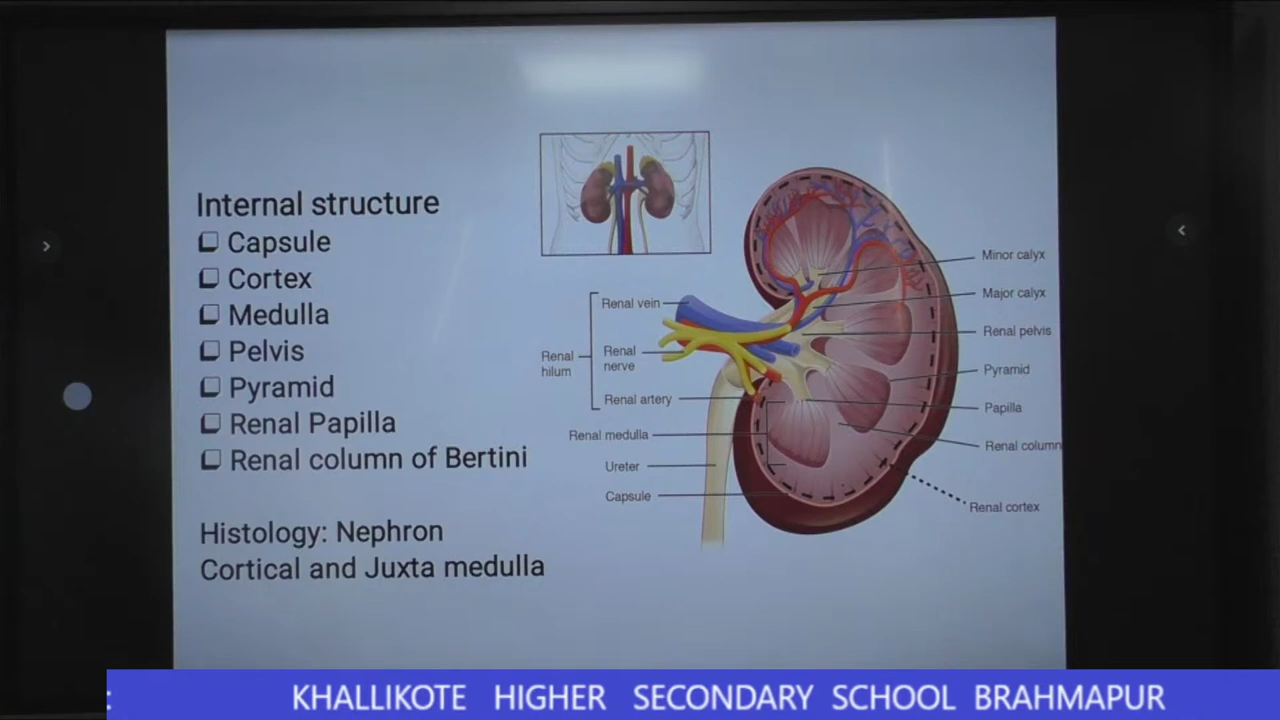 Internal structure
❑ Capsule
❑ Cortex
❑ Medulla
❑ Pelvis
❑ Pyramid
❑ Renal Papilla
❑ Renal column of Bertini
Histology: Nephron
Cortical and Juxta medulla
Renal vein
Renal
hilum
Renal
nerve
Renal artery
Renal medulla
Ureter
Capsule
Minor calyx
Major calyx
Renal pelvis
Pyramid
Papilla
Renal column
Renal cortex
: KHALLIKOTE HIGHER SECONDARY SCHOOL BRAHMAPUR